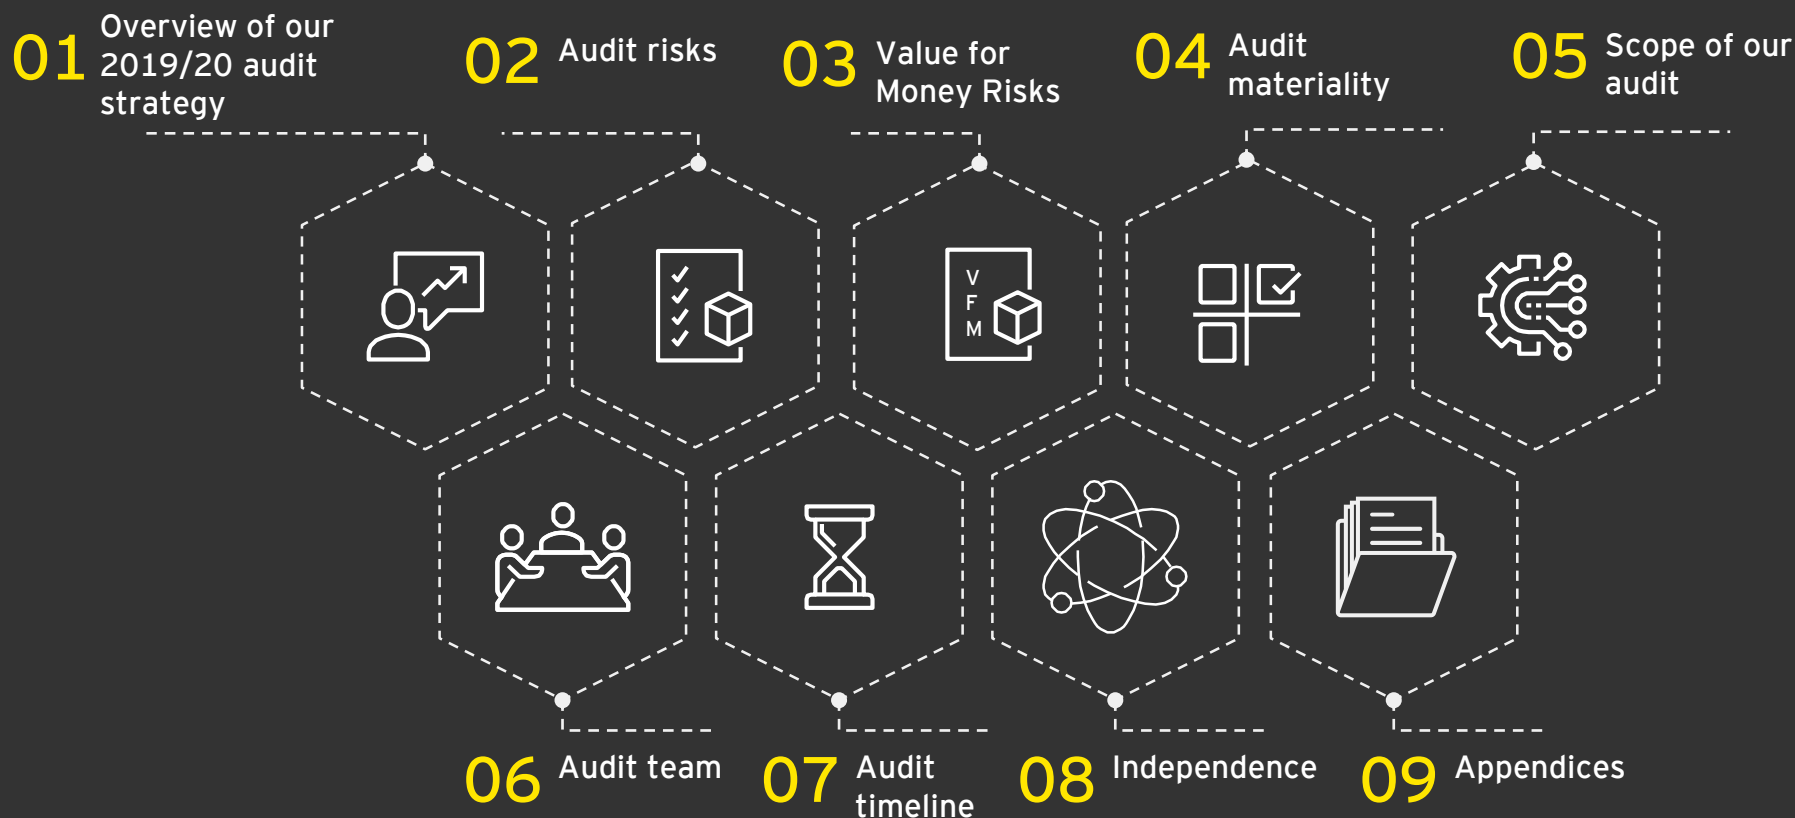 01 Overview of our
2019/20 audit
strategy
02 Audit risks
03 Value for
Money Risks
04 Audit
materiality
05 Scope of our
audit
V
F
M
06 Audit team
07 Audit
timeline
08 Independence
09 Appendices